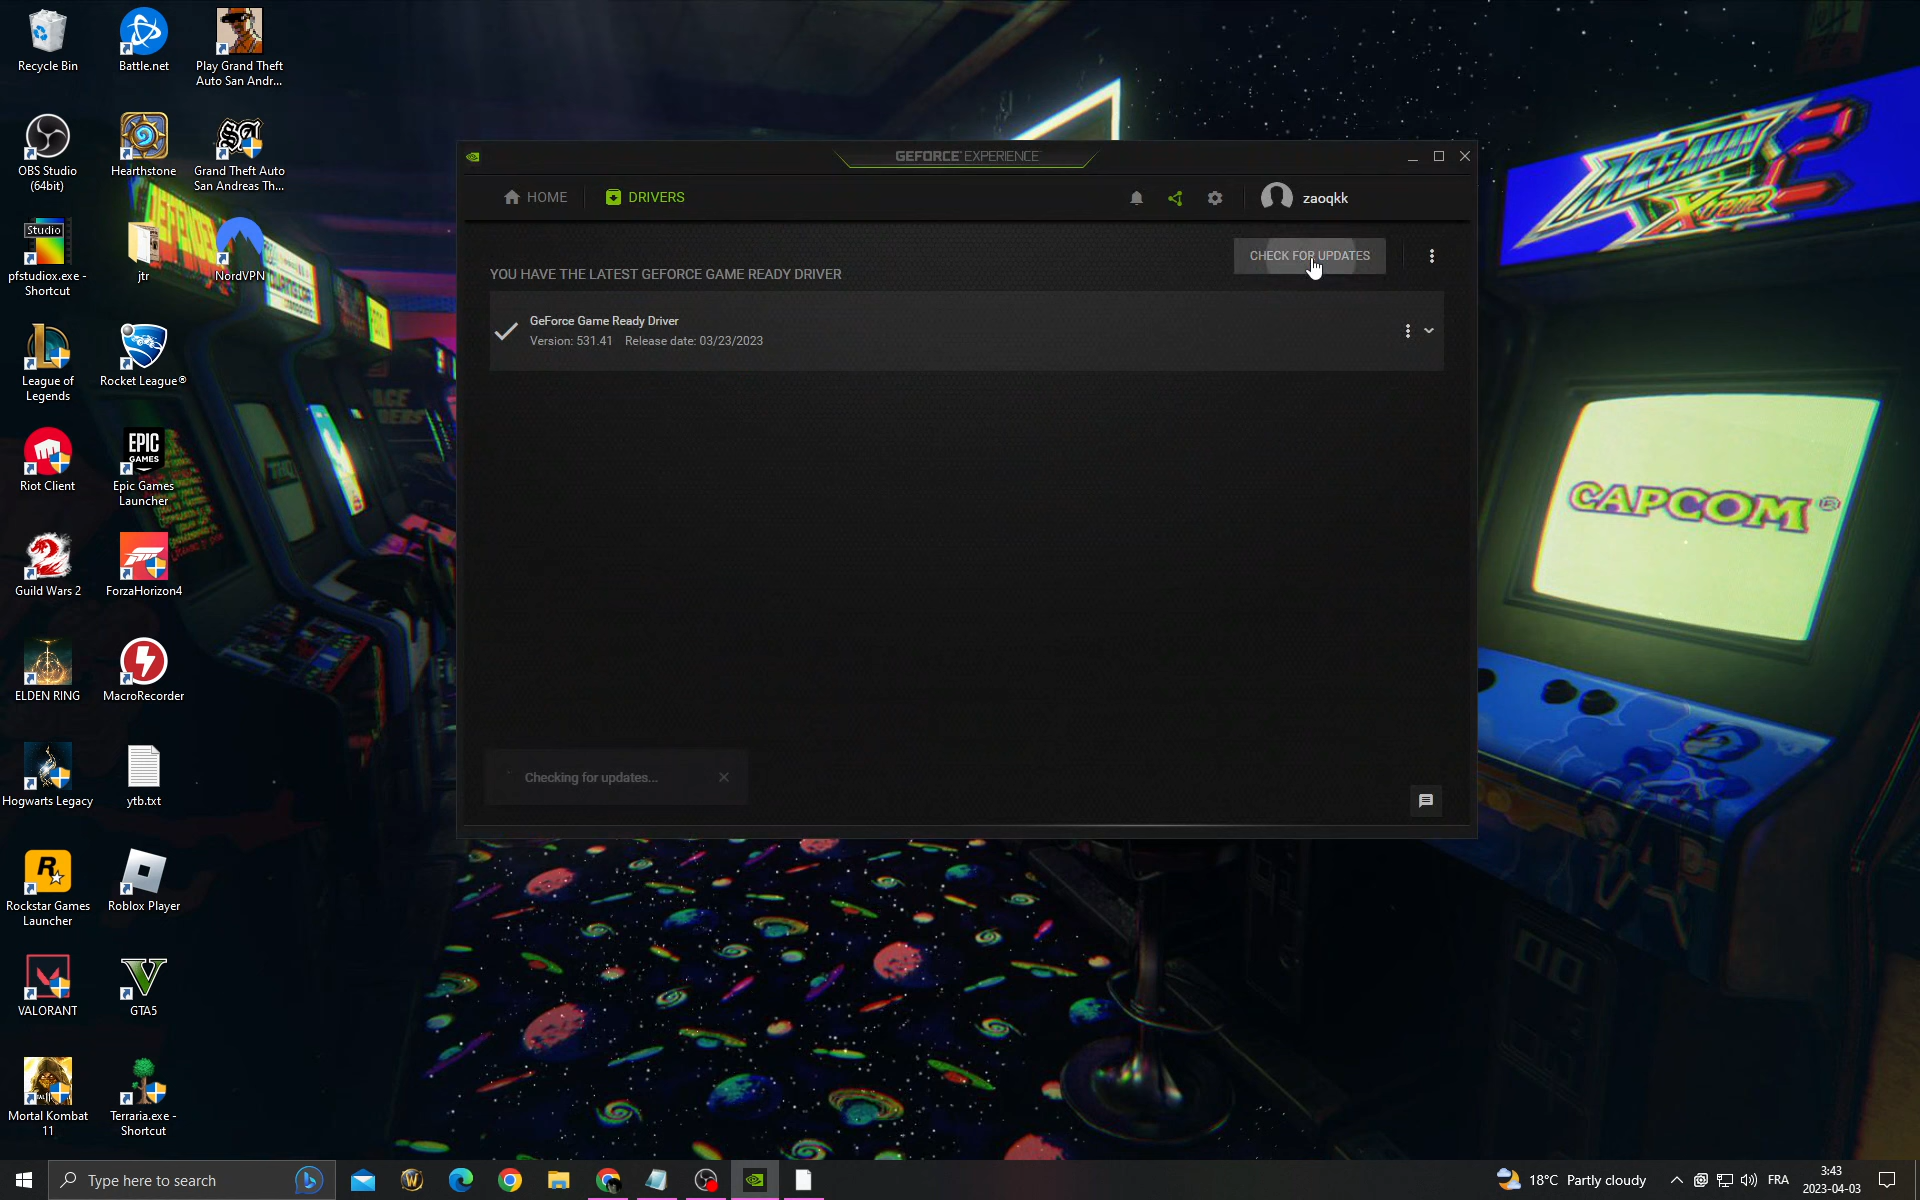 Recycle Bin
Battle.net
Play Grand Theft
Auto San Andr...
OBS Studio
(64bit)
Hearthstone
Grand Theft Auto
San Andreas Th...
Studio
pfstudiox.exe -
Shortcut
jtr
NordVPN
League of
Legends
Rocket League®
Riot Client
EPIC
GAMES
Epic Games
Launcher
Guild Wars 2
ForzaHorizon4
ELDEN RING
MacroRecorder
Hogwarts Legacy
ytb.txt
Rockstar Games
Launcher
Roblox Player
VALORANT
GTA5
Mortal Kombat
11
Terraria.exe -
Shortcut
GEFORCE EXPERIENCE
HOME
DRIVERS
zaoqkk
CHECK FOR UPDATES
YOU HAVE THE LATEST GEFORCE GAME READY DRIVER
GeForce Game Ready Driver
Version: 531.41 Release date: 03/23/2023
Checking for updates...
DEFENDER
MEGAMAN
Xtreme
CAPCOM®
Type here to search
18°C Partly cloudy
FRA
3:43
2023-04-03